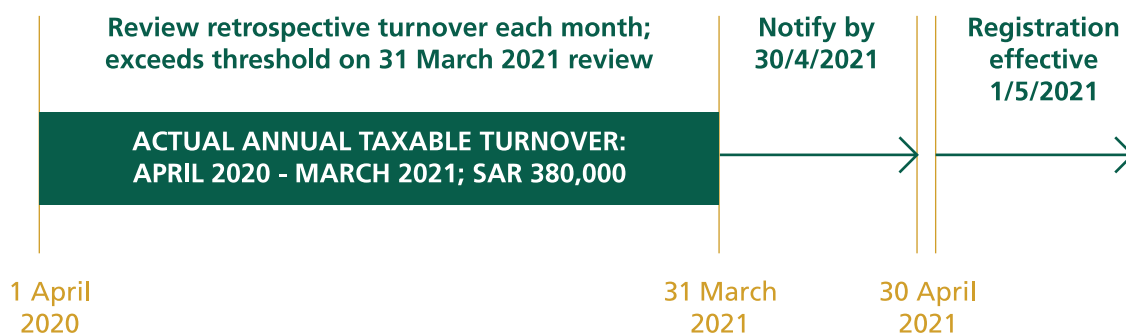 Review retrospective turnover each month;
exceeds threshold on 31 March 2021 review
Notify by
30/4/2021
Registration
effective
1/5/2021
ACTUAL ANNUAL TAXABLE TURNOVER:
APRIL 2020 - MARCH 2021; SAR 380,000
1 April
2020
31 March
2021
30 April
2021